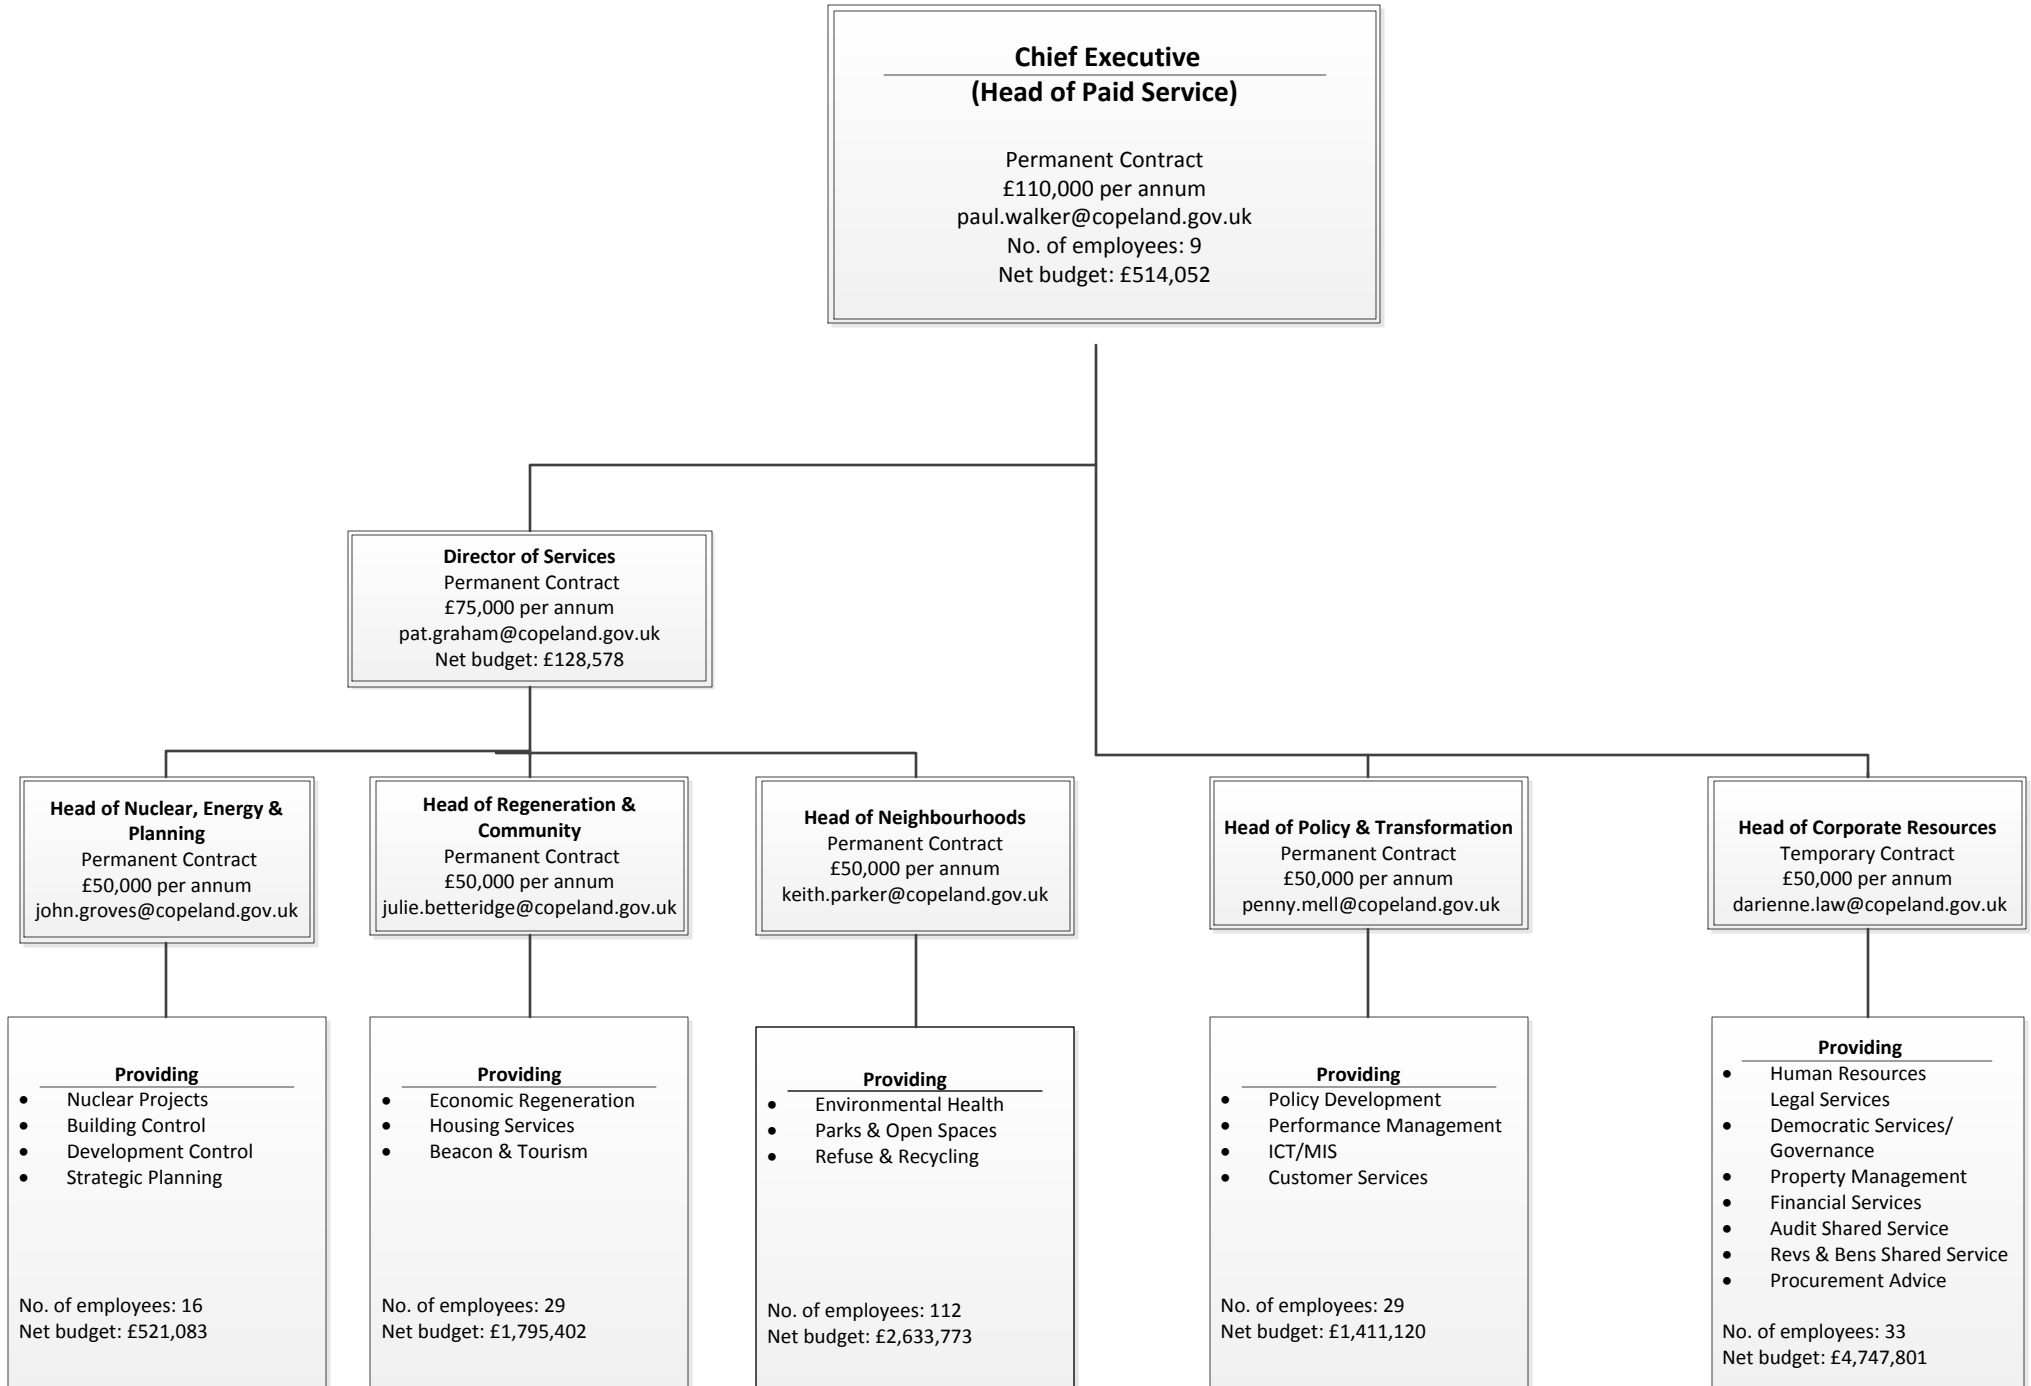 Chief Executive
(Head of Paid Service)
Permanent Contract
£110,000 per annum
paul.walker@copeland.gov.uk
No. of employees: 9
Net budget: £514,052
Director of Services
Permanent Contract
£75,000 per annum
pat.graham@copeland.gov.uk
Net budget: £128,578
Head of Nuclear, Energy &
Planning
Permanent Contract
£50,000 per annum
john.groves@copeland.gov.uk
Head of Regeneration &
Community
Permanent Contract
£50,000 per annum
julie.betteridge@copeland.gov.uk
Head of Neighbourhoods
Permanent Contract
£50,000 per annum
keith.parker@copeland.gov.uk
Head of Policy & Transformation
Permanent Contract
£50,000 per annum
penny.mell@copeland.gov.uk
Head of Corporate Resources
Temporary Contract
£50,000 per annum
darienne.law@copeland.gov.uk
Providing
• Nuclear Projects
• Building Control
• Development Control
• Strategic Planning
No. of employees: 16
Net budget: £521,083
Providing
• Economic Regeneration
• Housing Services
• Beacon & Tourism
No. of employees: 29
Net budget: £1,795,402
Providing
• Environmental Health
• Parks & Open Spaces
• Refuse & Recycling
No. of employees: 112
Net budget: £2,633,773
Providing
• Policy Development
• Performance Management
• ICT/MIS
• Customer Services
No. of employees: 29
Net budget: £1,411,120
Providing
• Human Resources
Legal Services
• Democratic Services/
Governance
• Property Management
• Financial Services
• Audit Shared Service
• Revs & Bens Shared Service
• Procurement Advice
No. of employees: 33
Net budget: £4,747,801